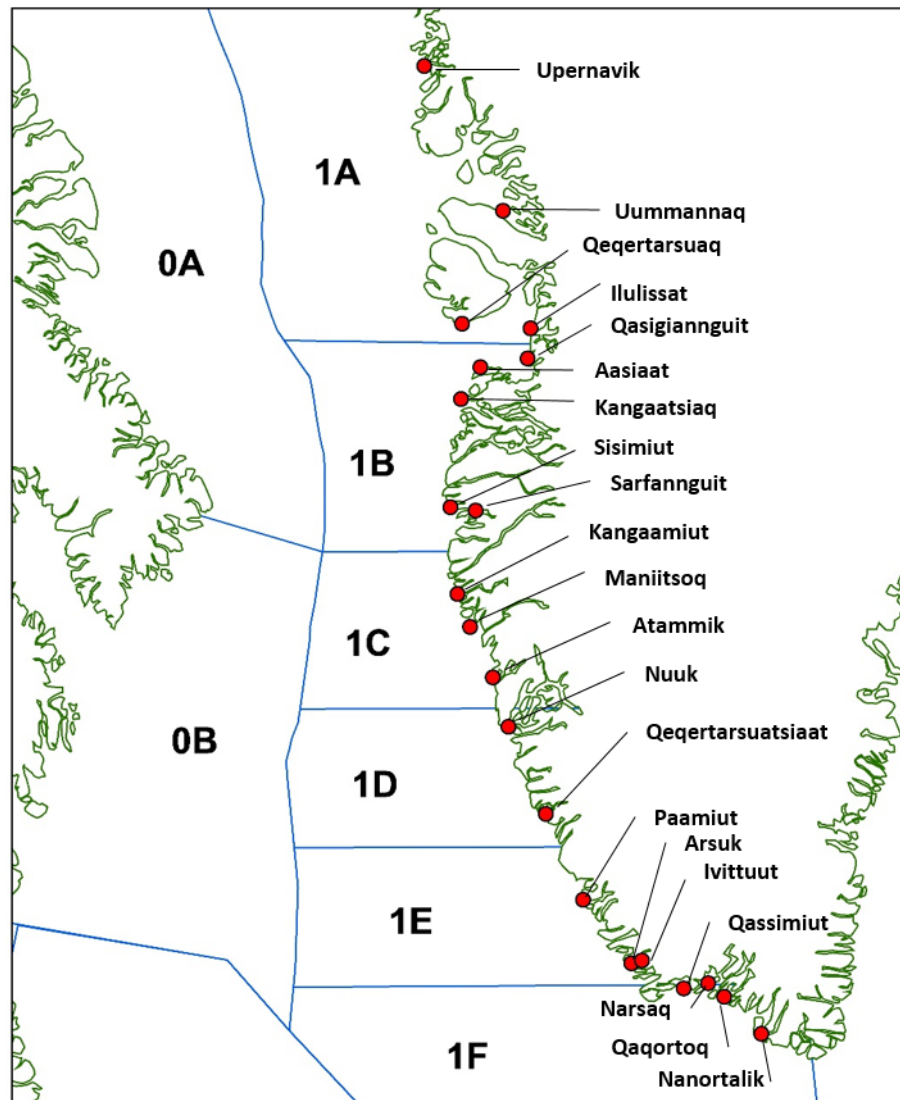 Upernavik
1A
Uummannaq
Qeqertarsuaq
0A
Ilulissat
Qasigiannguit
Aasiaat
Kangaatsiaq
Sisimiut
1B
Sarfannguit
Kangaamiut
Maniitsoq
Atammik
1C
Nuuk
Qeqertarsuatsiaat
0B
1D
Paamiut
Arsuk
Ivittuut
1E
Qassimiut
Narsaq
Qaqortoq
1F
Nanortalik